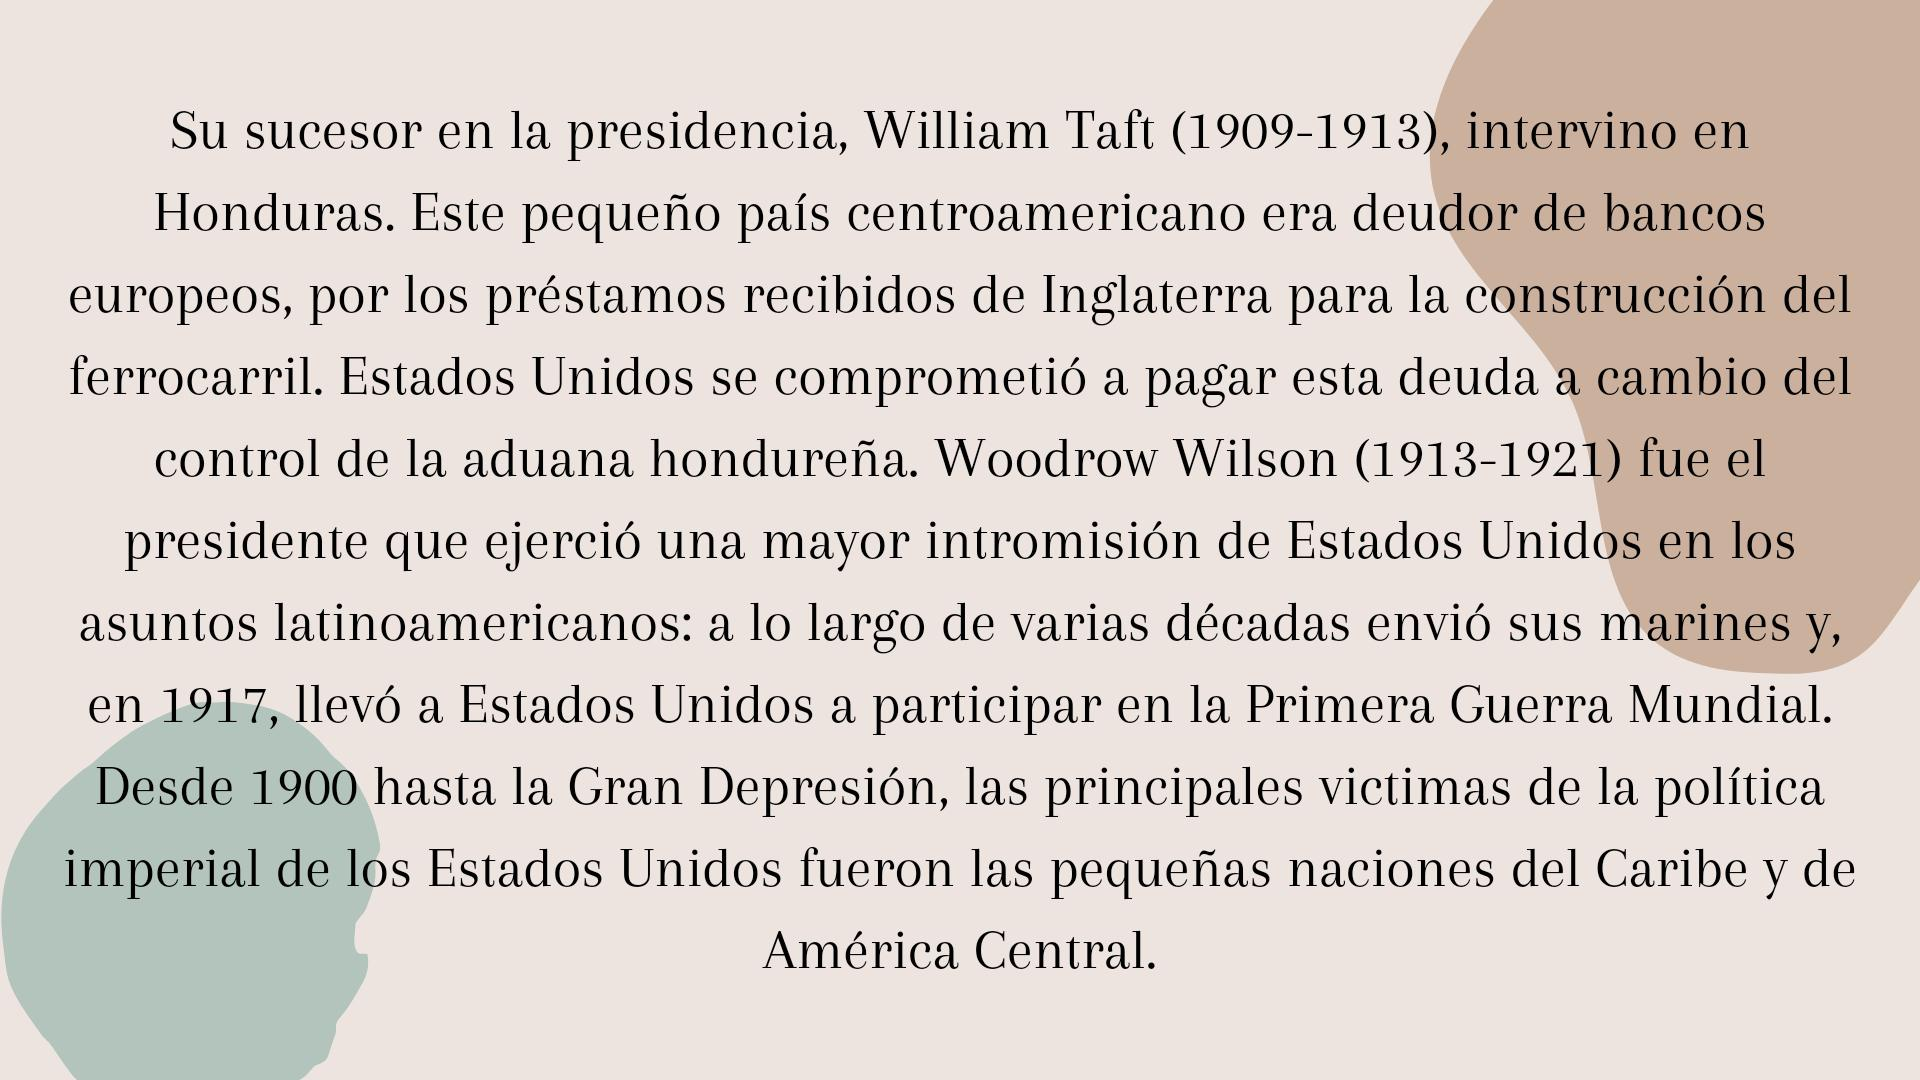 Su sucesor en la presidencia, William Taft (1909-1913), intervino en
Honduras. Este pequeño país centroamericano era deudor de bancos
europeos, por los préstamos recibidos de Inglaterra para la construcción del
ferrocarril. Estados Unidos se comprometió a pagar esta deuda a cambio del
control de la aduana hondureña. Woodrow Wilson (1913-1921) fue el
presidente que ejerció una mayor intromisión de Estados Unidos en los
asuntos latinoamericanos: a lo largo de varias décadas envió sus marines y,
en 1917, llevó a Estados Unidos a participar en la Primera Guerra Mundial.
Desde 1900 hasta la Gran Depresión, las principales victimas de la política
imperial de los Estados Unidos fueron las pequeñas naciones del Caribe y de
América Central.